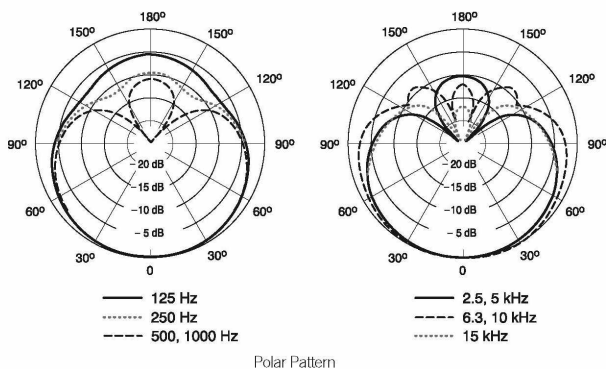 180º
150º 150º
120º 120º
90º 90º
60º 60º
30º 30º
0
– 20 dB
– 15 dB
– 10 dB
– 5 dB
125 Hz
250 Hz
500, 1000 Hz
180º
150º 150º
120º 120º
90º 90º
60º 60º
30º 30º
0
– 20 dB
– 15 dB
– 10 dB
– 5 dB
2.5, 5 kHz
6.3, 10 kHz
15 kHz
Polar Pattern